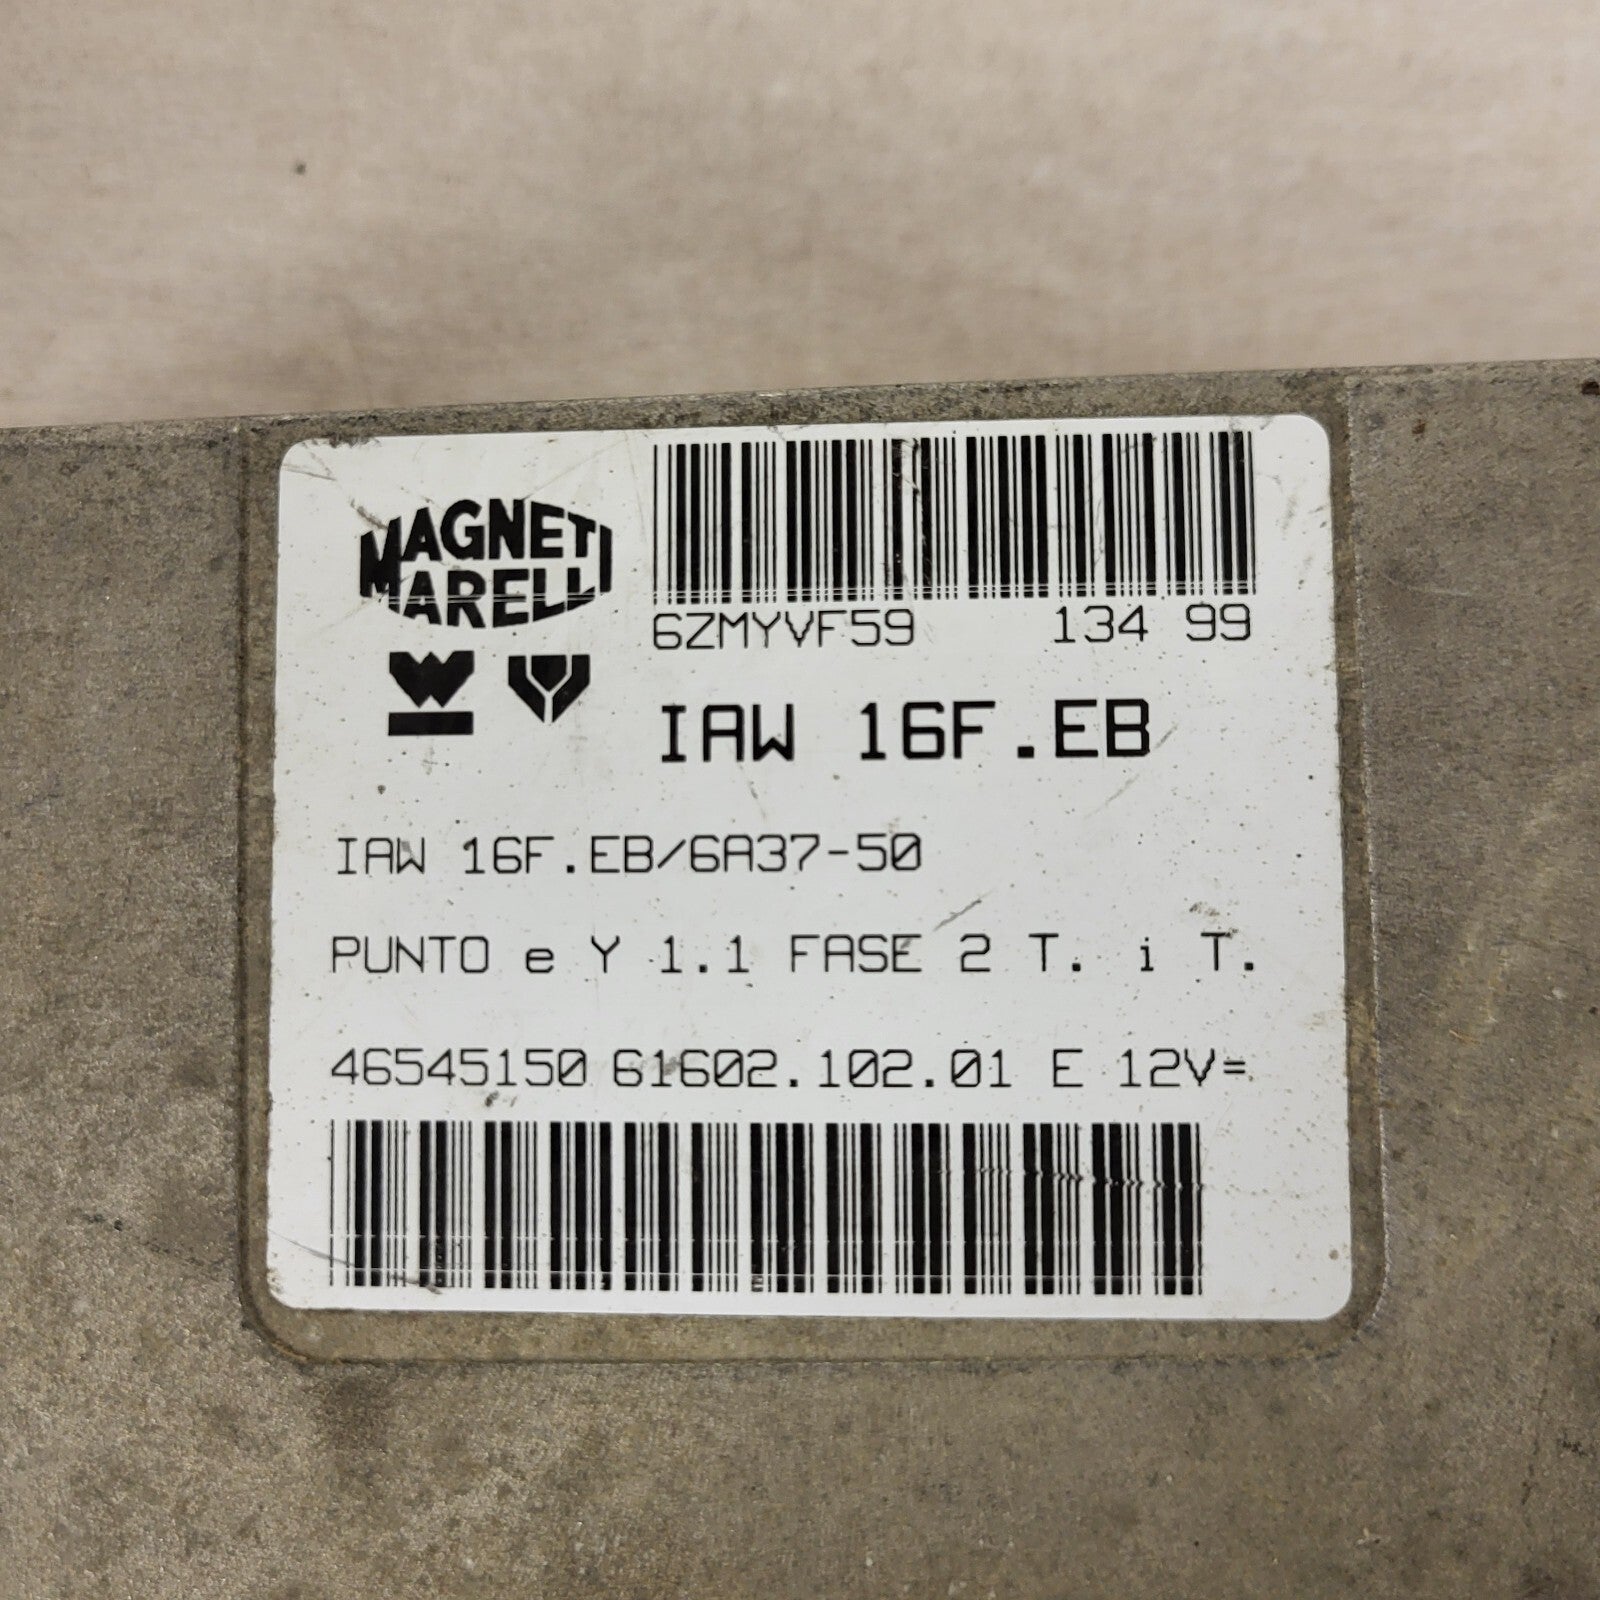 MAGNETI
MARELLI
6ZMYVF59 134 99
IAW 16F.EB
IAW 16F.EB/6A37-50
PUNTO e Y 1.1 FASE 2 T. i T.
46545150 61602.102.01 E 12V=